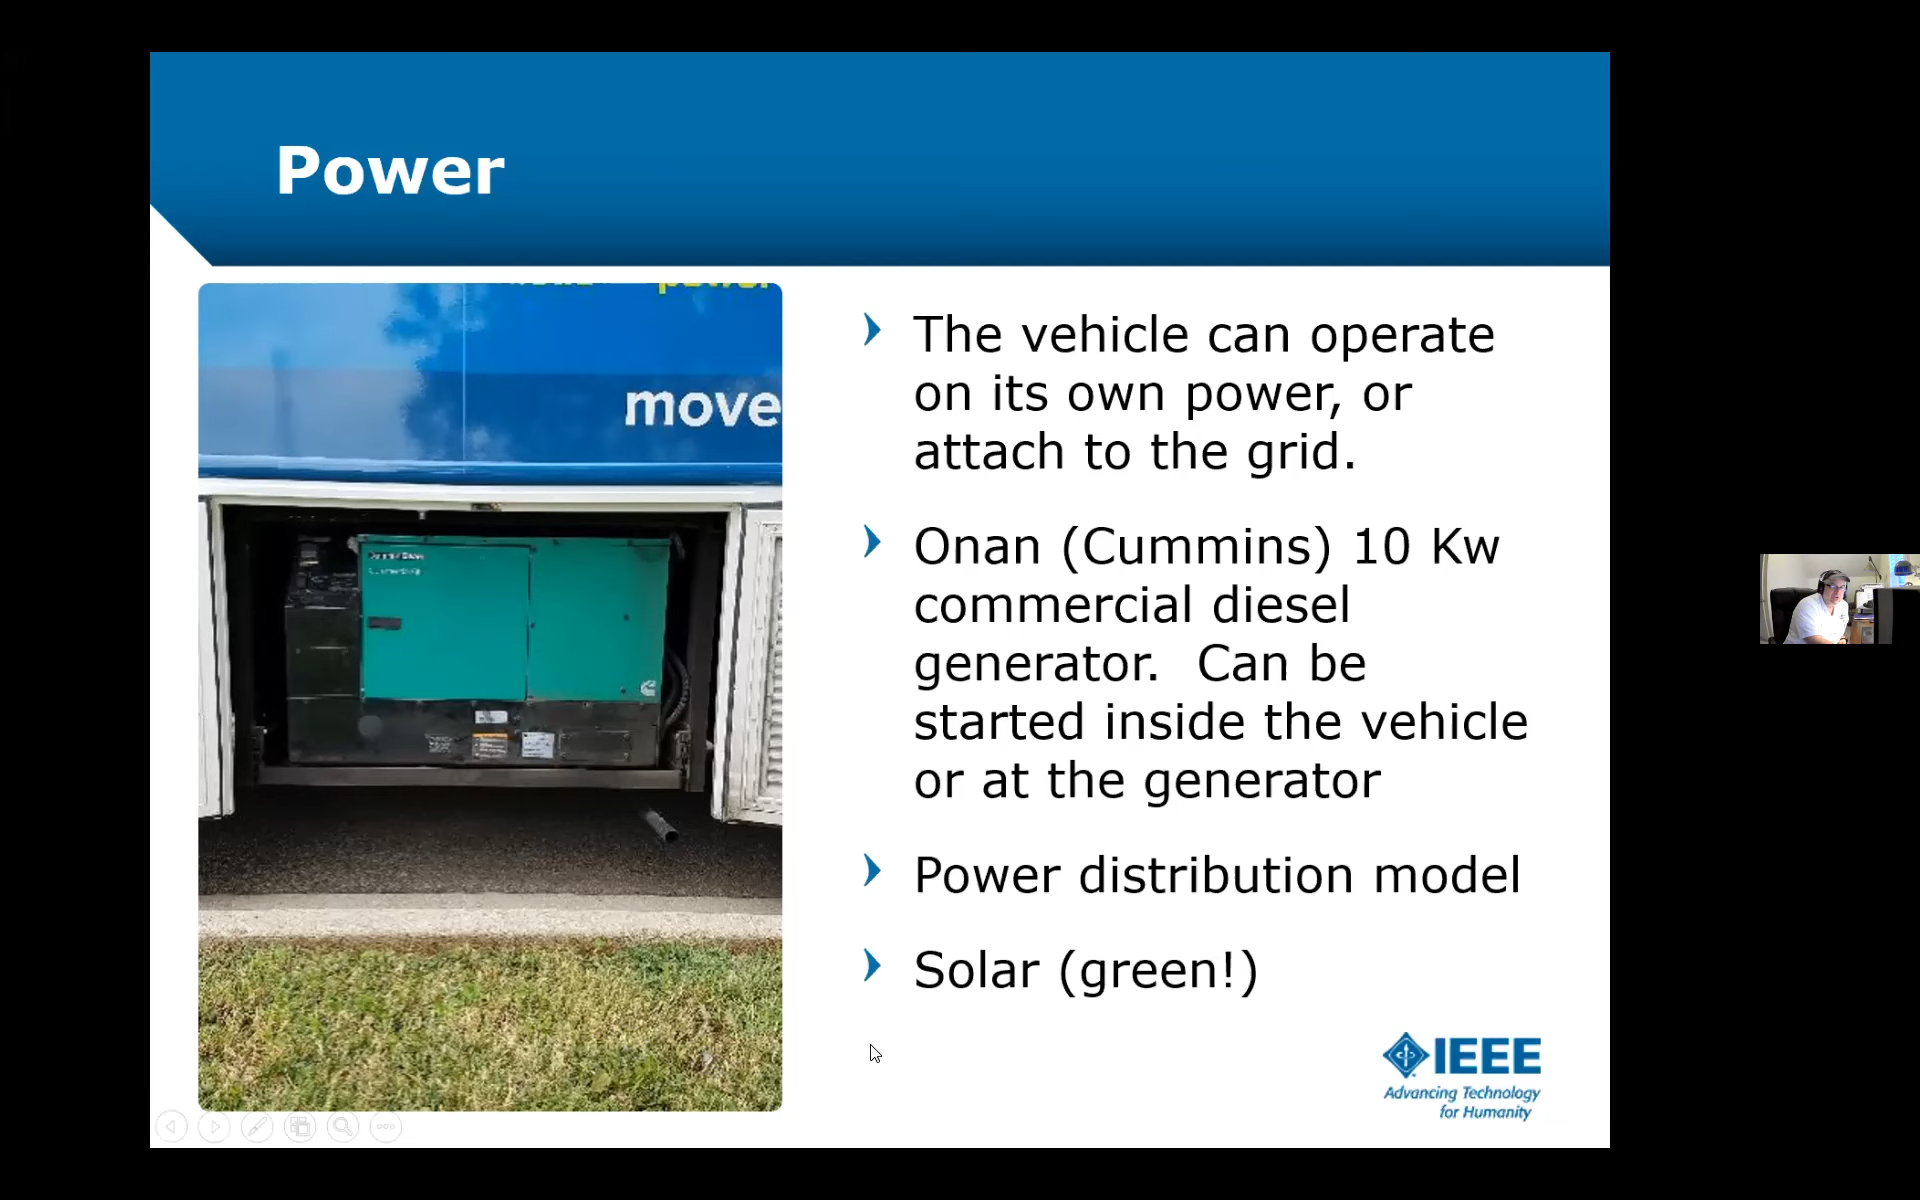 Power
power
move
The vehicle can operate
on its own power, or
attach to the grid.
Onan (Cummins) 10 Kw
commercial diesel
generator.  Can be
started inside the vehicle
or at the generator
Power distribution model
Solar (green!)
IEEE
Advancing Technology
for Humanity